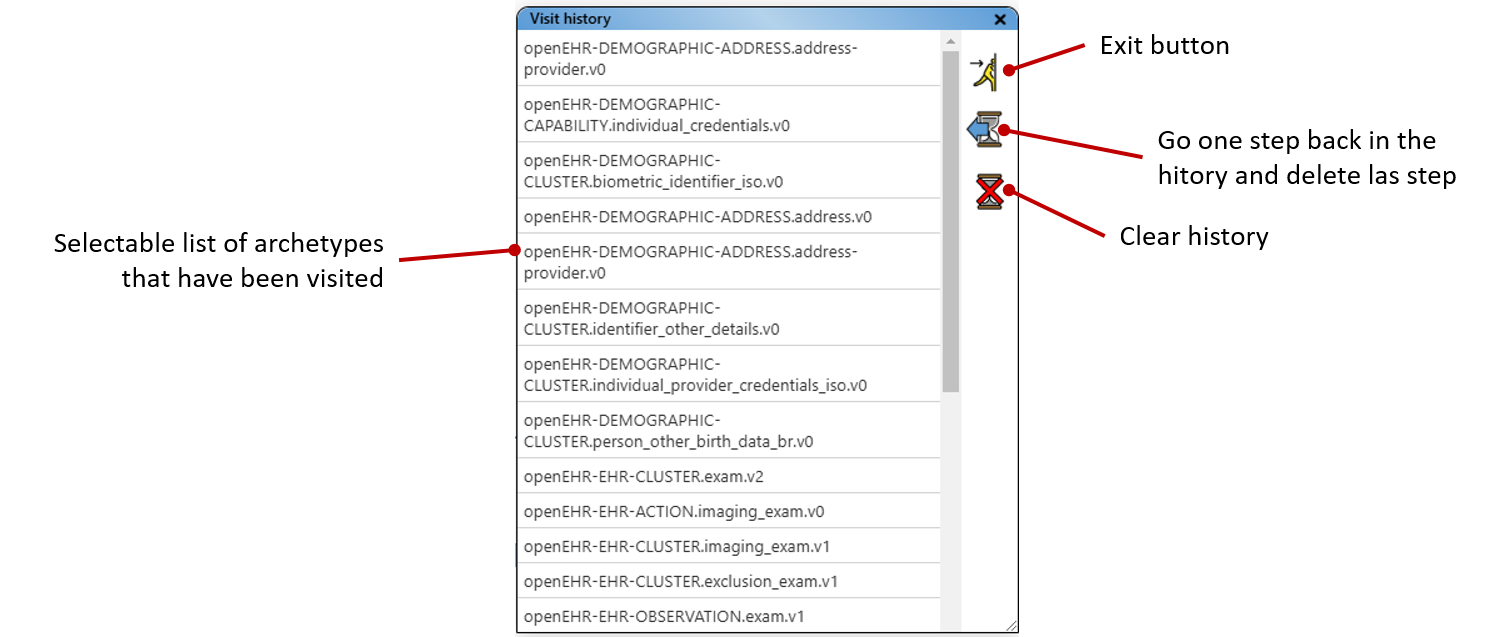 Visit history
openEHR-DEMOGRAPHIC-ADDRESS.address-
provider.v0
openEHR-DEMOGRAPHIC-
CAPABILITY.individual_credentials.v0
openEHR-DEMOGRAPHIC-
CLUSTER.biometric_identifier_iso.v0
openEHR-DEMOGRAPHIC-ADDRESS.address.v0
openEHR-DEMOGRAPHIC-ADDRESS.address-
provider.v0
openEHR-DEMOGRAPHIC-
CLUSTER.identifier_other_details.v0
openEHR-DEMOGRAPHIC-
CLUSTER.individual_provider_credentials_iso.v0
openEHR-DEMOGRAPHIC-
CLUSTER.person_other_birth_data_br.v0
openEHR-EHR-CLUSTER.exam.v2
openEHR-EHR-ACTION.imaging_exam.v0
openEHR-EHR-CLUSTER.imaging_exam.v1
openEHR-EHR-CLUSTER.exclusion_exam.v1
openEHR-EHR-OBSERVATION.exam.v1
Selectable list of archetypes
that have been visited
Exit button
Go one step back in the
hitory and delete las step
Clear history